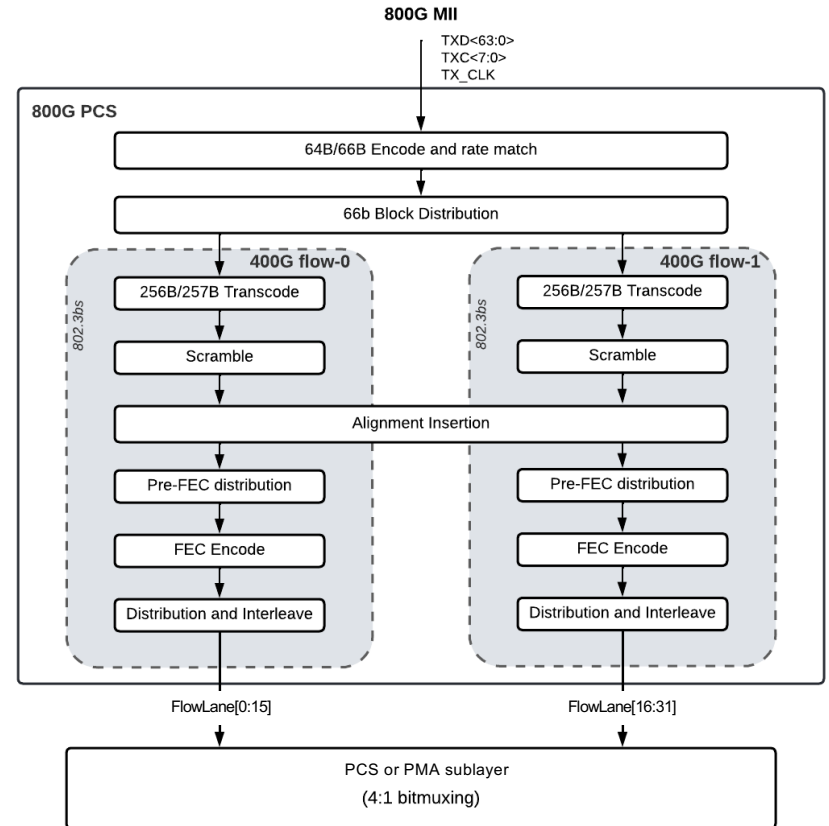 800G MII
TXD<63:0>
TXC<7:0>
TX_CLK
800G PCS
64B/66B Encode and rate match
66b Block Distribution
400G flow-0
802.3bs
256B/257B Transcode
Scramble
400G flow-1
802.3bs
256B/257B Transcode
Scramble
Alignment Insertion
Pre-FEC distribution
FEC Encode
Distribution and Interleave
Pre-FEC distribution
FEC Encode
Distribution and Interleave
FlowLane[0:15]
FlowLane[16:31]
PCS or PMA sublayer
(4:1 bitmuxing)